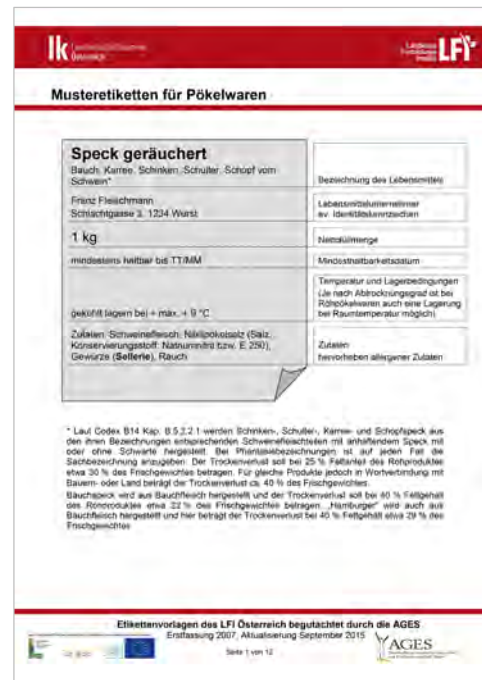 lk Landwirtschaftskammer
Österreich
LFI
Musteretiketten für Pökelwaren
Speck geräuchert
Bauch, Karree, Schinken, Schulter, Schopf vom
Schwein*
Bezeichnung des Lebensmittels
Franz Fleischmann
Schlachtgasse 3, 1234 Wurst
Lebensmittelunternehmer
ev. Identitätskennzeichen
1 kg
Nettofüllmenge
mindestens haltbar bis TT/MM
Mindesthaltbarkeitsdatum
gekühlt lagern bei + max. + 9 °C
Temperatur und Lagerbedingungen
(Je nach Abtrocknungsgrad ist bei
Rohpökelwaren auch eine Lagerung
bei Raumtemperatur möglich)
Zutaten: Schweinefleisch, Nitritpökelsalz (Salz,
Konservierungsstoff: Natriumnitrit bzw. E 250),
Gewürze (Sellerie), Rauch
Zutaten
hervorheben allergener Zutaten
* Laut Codex B14 Kap. B.5.2.2.1 werden Schinken-, Schulter-, Karree- und Schopfspeck aus
den ihren Bezeichnungen entsprechenden Schweinefleischteilen mit anhaftendem Speck mit
oder ohne Schwarte hergestellt. Bei Phantasiebezeichnungen ist auf jeden Fall die
Sachbezeichnung anzugeben. Der Trockenverlust soll bei 25 % Fettanteil des Rohproduktes
etwa 30 % des Frischgewichtes betragen. Für gleiche Produkte jedoch in Wortverbindung mit
Bauern- oder Land beträgt der Trockenverlust ca. 40 % des Frischgewichtes.
Bauchspeck wird aus Bauchfleisch hergestellt und der Trockenverlust soll bei 60 % Fettgehalt
des Rohproduktes etwa 22 % des Frischgewichtes betragen. „Hamburger“ wird auch aus
Bauchfleisch hergestellt und hier beträgt der Trockenverlust bei 40 % Fettgehalt etwa 29 % des
Frischgewichtes
Etikettenvorlagen des LFI Österreich begutachtet durch die AGES
Erstfassung 2007, Aktualisierung September 2015
Seite 1 von 12
AGES